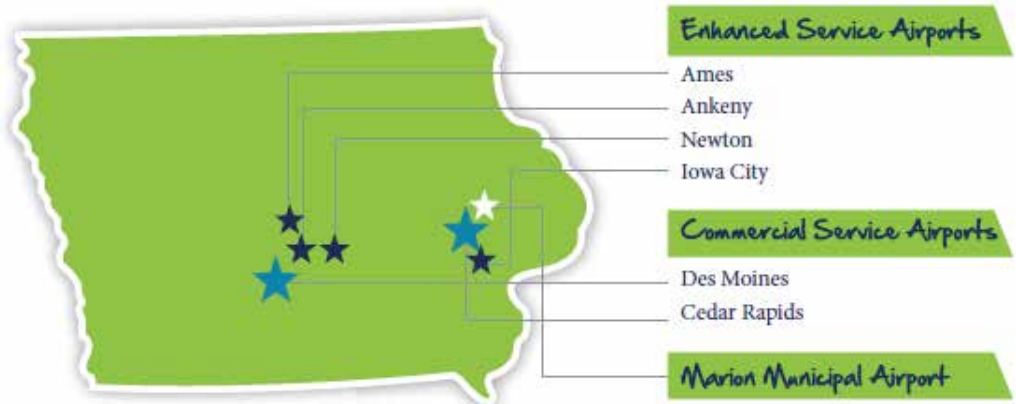 Enhanced Service Airports
Ames
Ankeny
Newton
Iowa City
Commercial Service Airports
Des Moines
Cedar Rapids
Marion Municipal Airport